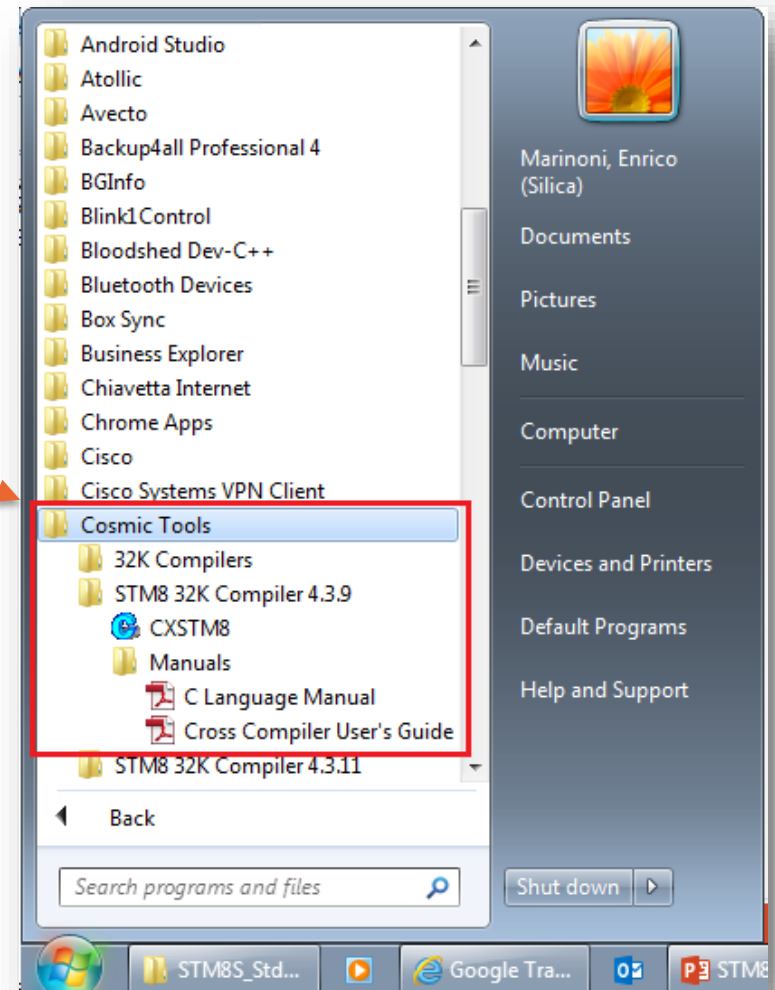 Android Studio
Atollic
Avecto
Backup4all Professional 4
BGInfo
Blink1Control
Bloodshed Dev-C++
Bluetooth Devices
Box Sync
Business Explorer
Chiavetta Internet
Chrome Apps
Cisco
Cisco Systems VPN Client
Cosmic Tools
32K Compilers
STM8 32K Compiler 4.3.9
CXSTM8
Manuals
C Language Manual
Cross Compiler User's Guide
STM8 32K Compiler 4.3.11
Back
Search programs and files
Marinoni, Enrico
(Silica)
Documents
Pictures
Music
Computer
Control Panel
Devices and Printers
Default Programs
Help and Support
Shut down
STM8S_Std...
Google Tra...
STM8